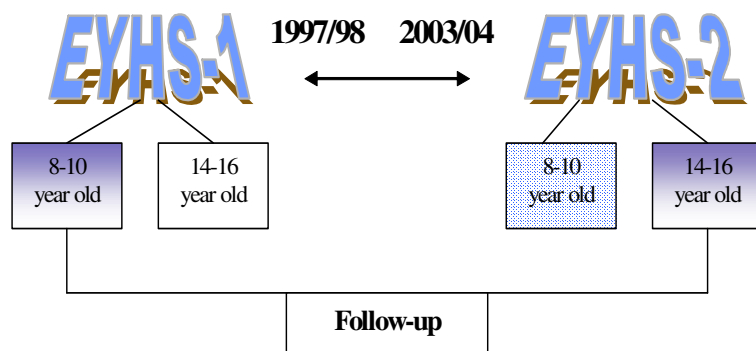 EYHS-1 1997/98 2003/04 EYHS-2
8-10
year old
14-16
year old
8-10
year old
14-16
year old
Follow-up